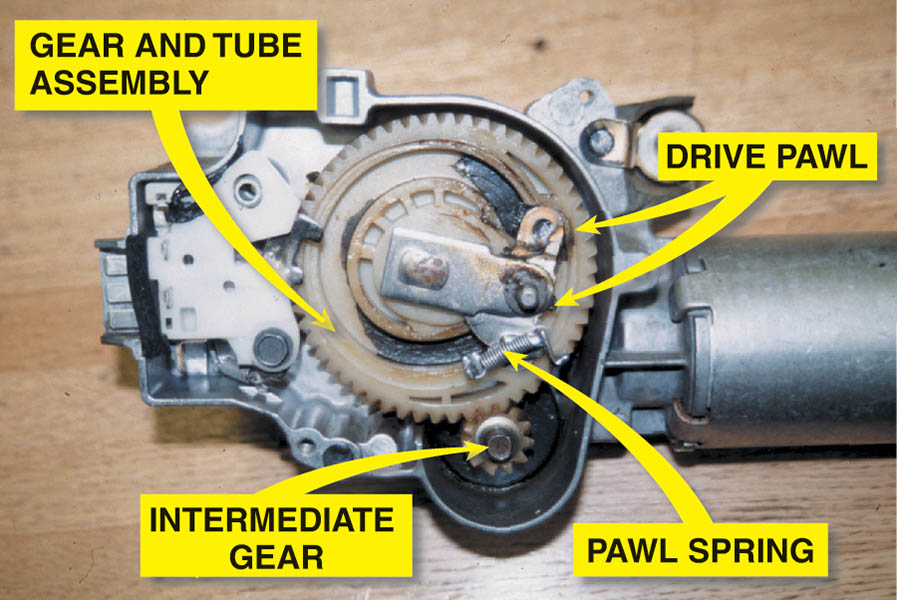 GEAR AND TUBE
ASSEMBLY
DRIVE PAWL
INTERMEDIATE
GEAR
PAWL SPRING